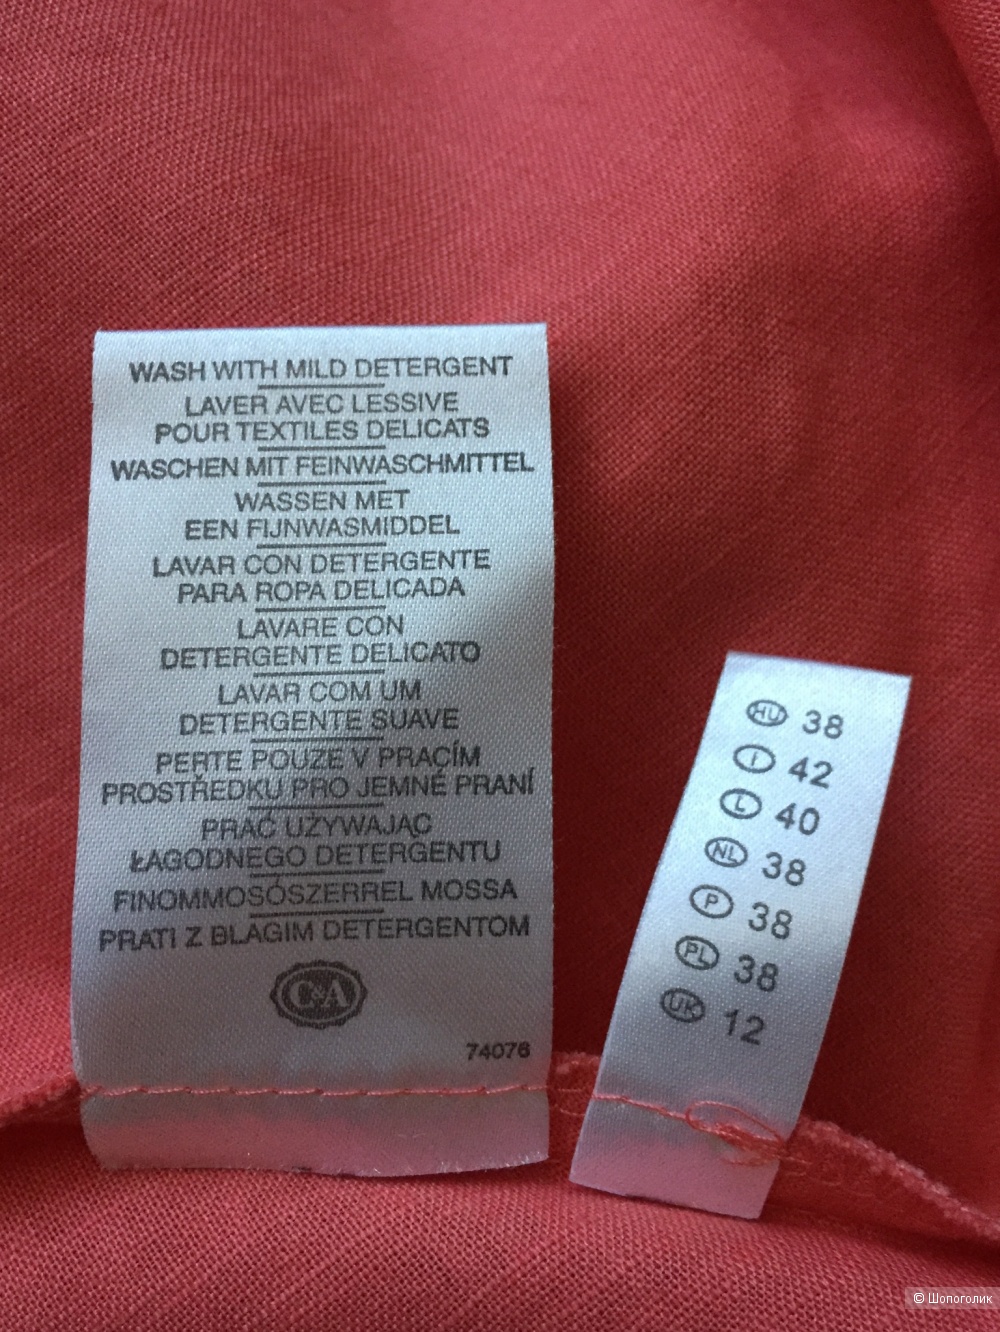 WASH WITH MILD DETERGENT
LAVER AVEC LESSIVE
POUR TEXTILES DELICATS
WASCHEN MIT FEINWASCHMITTEL
WASSEN MET
EEN FIJNWASMIDDEL
LAVAR CON DETERGENTE
PARA ROPA DELICADA
LAVARE CON
DETERGENTE DELICATO
LAVAR COM UM
DETERGENTE SUAVE
PERTE POUZE V PRACÍM
PROSTŘEDKU PRO JEMNÉ PRANÍ
PRAĆ UŻYWAJĄC
ŁAGODNEGO DETERGENTU
FINOMMOSÓSZERREL MOSSA
PRATI Z BLAGIM DETERGENTOM
C&A
74076
HU 38
I 42
L 40
NL 38
P 38
PL 38
UK 12
© Шопоголик